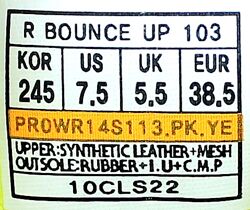 R BOUNCE UP 103
KOR US UK EUR
245 7.5 5.5 38.5
PROWR14S113.PK.YE
UPPER:SYNTHETIC LEATHER+MESH
OUTSOLE:RUBBER+I.U+C.M.P
10CLS22